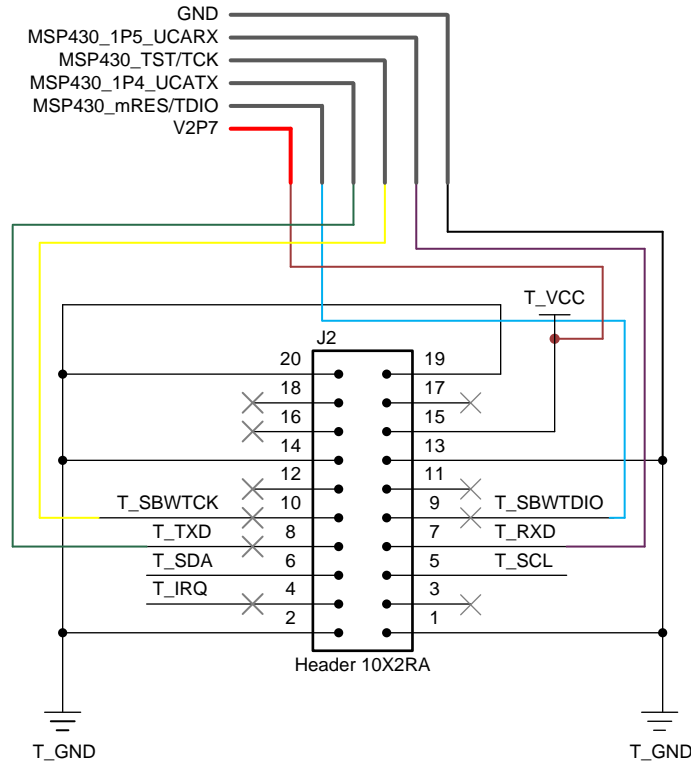 GND
MSP430_1P5_UCARX
MSP430_TST/TCK
MSP430_1P4_UCATX
MSP430_mRES/TDIO
V2P7
T_VCC
J2
20 19
18 17
16 15
14 13
12 11
T_SBWTCK 10 9 T_SBWTDIO
T_TXD 8 7 T_RXD
T_SDA 6 5 T_SCL
T_IRQ 4 3
2 1
Header 10X2RA
T_GND T_GND